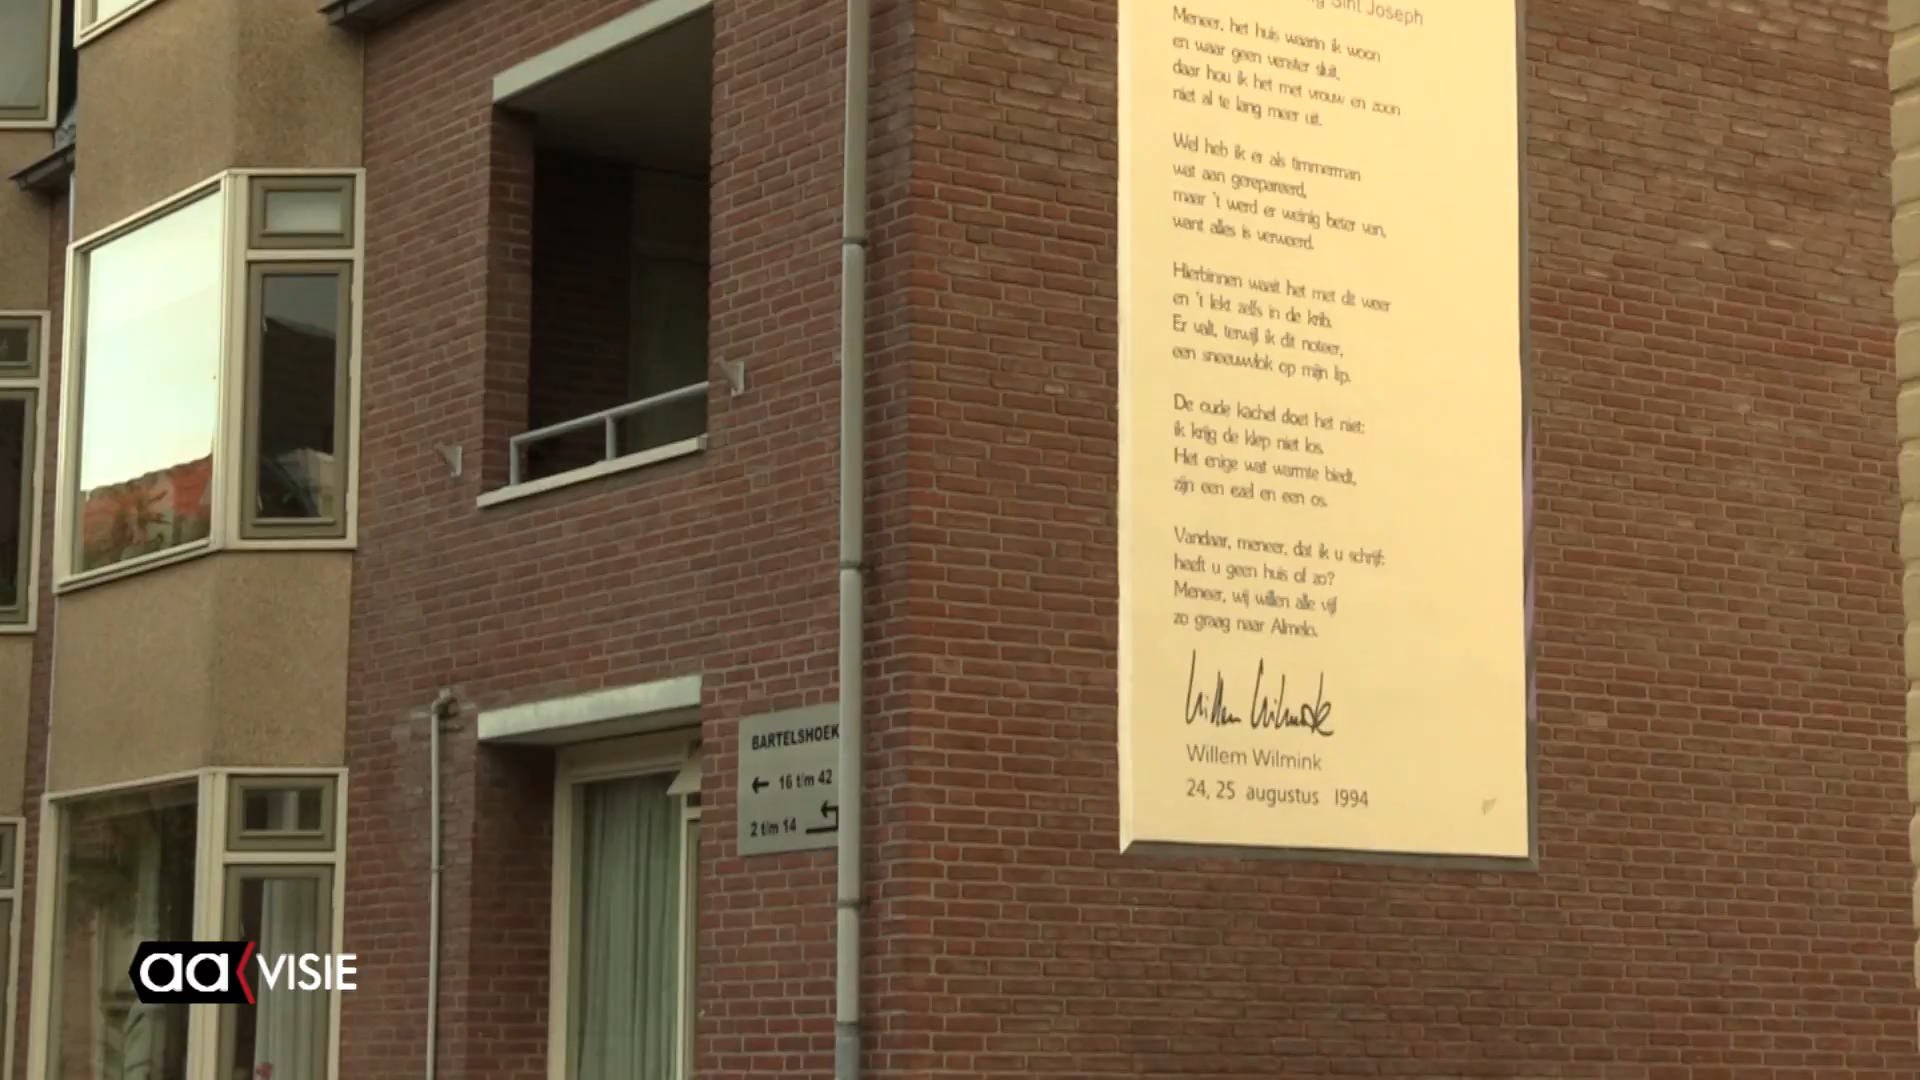 Sint Joseph
Meneer, het huis waarin ik woon
en waar geen venster sluit,
daar hou ik het met vrouw en zoon
niet al te lang meer uit.
Wel heb ik er als timmerman
wat aan gerepareerd,
maar 't werd er weinig beter van,
want alles is verweerd.
Hierbinnen waait het met dit weer
en 't lekt zelfs in de krib.
Er valt, terwijl ik dit noteer,
een sneeuwvlok op mijn lip.
De oude kachel doet het niet:
ik krijg de klep niet los.
Het enige wat warmte biedt,
zijn een ezel en een os.
Vandaar, meneer, dat ik u schrijf:
heeft u geen huis of zo?
Meneer, wij willen alle vijf
zo graag naar Almelo.
Willem Wilmink
Willem Wilmink
24, 25 augustus 1994
BARTELSHOEK
← 16 t/m 42
2 t/m 14
aa VISIE